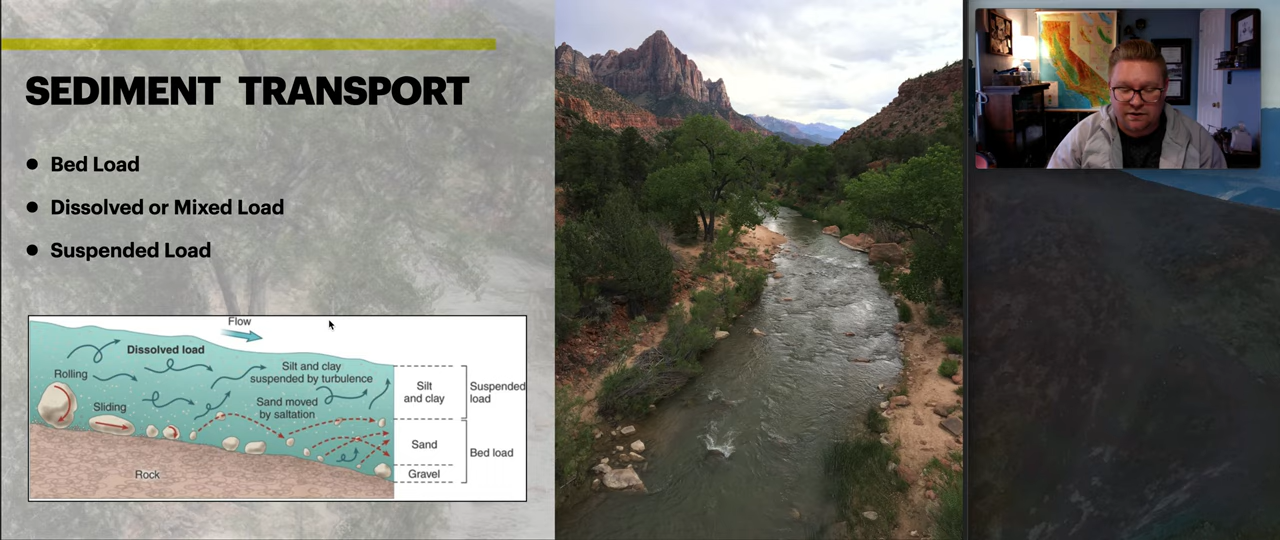 SEDIMENT TRANSPORT
Bed Load
Dissolved or Mixed Load
Suspended Load
Flow
Dissolved load
Silt and clay
suspended by turbulence
Rolling
Sliding
Sand moved
by saltation
Silt
and clay
Suspended
load
Sand
Bed load
Gravel
Rock